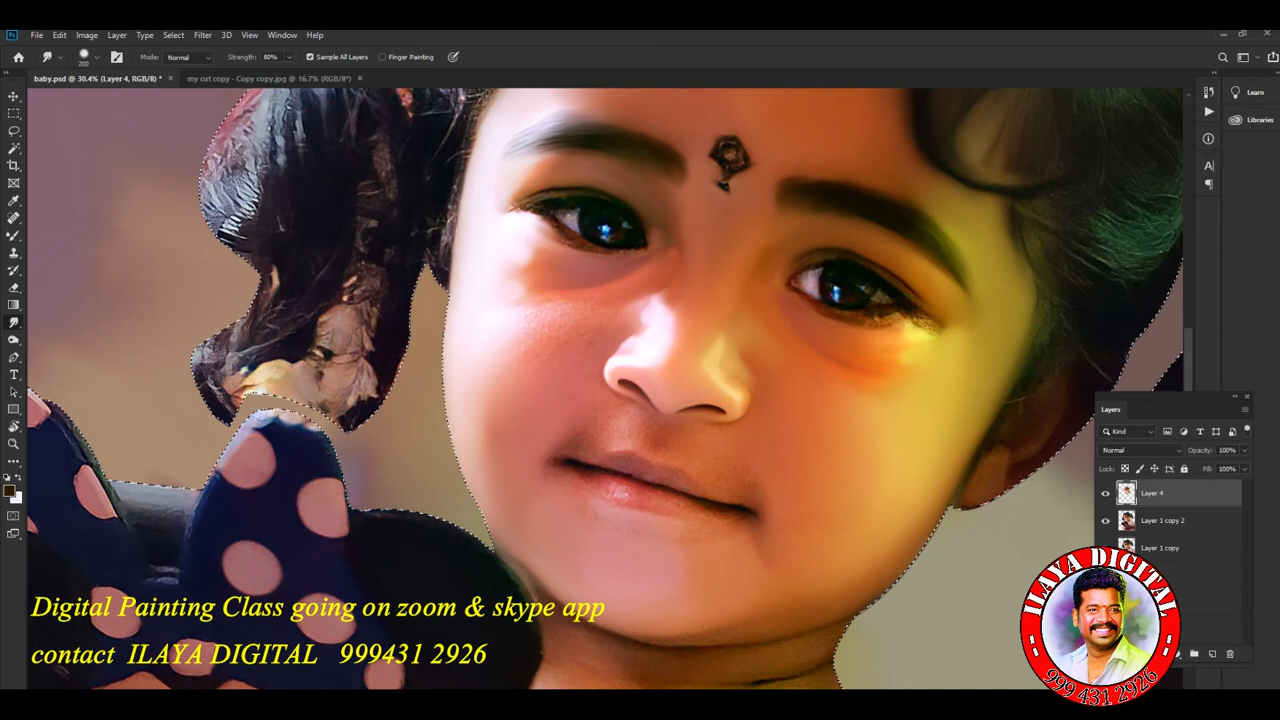 Ps File Edit Image Layer Type Select Filter 3D View Window Help
200 Mode: Normal Strength: 80% Sample All Layers Finger Painting
baby.psd @ 30.4% (Layer 4, RGB/8) * × my cut copy - Copy copy.jpg @ 16.7% (RGB/8*) ×
Learn
Libraries
Layers
Kind
Normal Opacity: 100%
Lock: Fill: 100%
Layer 4
Layer 1 copy 2
Layer 1 copy
Digital Painting Class going on zoom & skype app
contact ILAYA DIGITAL 999431 2926
ILAYA DIGITAL
999 431 2926